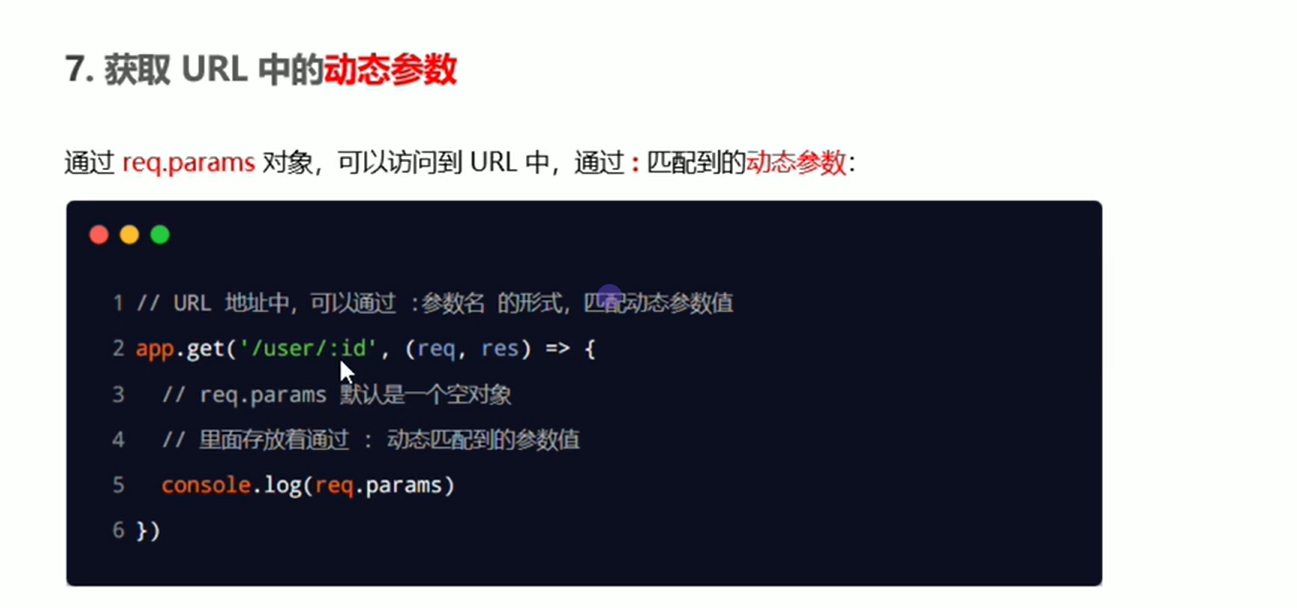 7. 获取 URL 中的动态参数
通过 req.params 对象，可以访问到 URL 中，通过 : 匹配到的动态参数：
1 // URL 地址中，可以通过 :参数名 的形式，匹配动态参数值
2 app.get('/user/:id', (req, res) => {
3 // req.params 默认是一个空对象
4 // 里面存放着通过 : 动态匹配到的参数值
5 console.log(req.params)
6 })